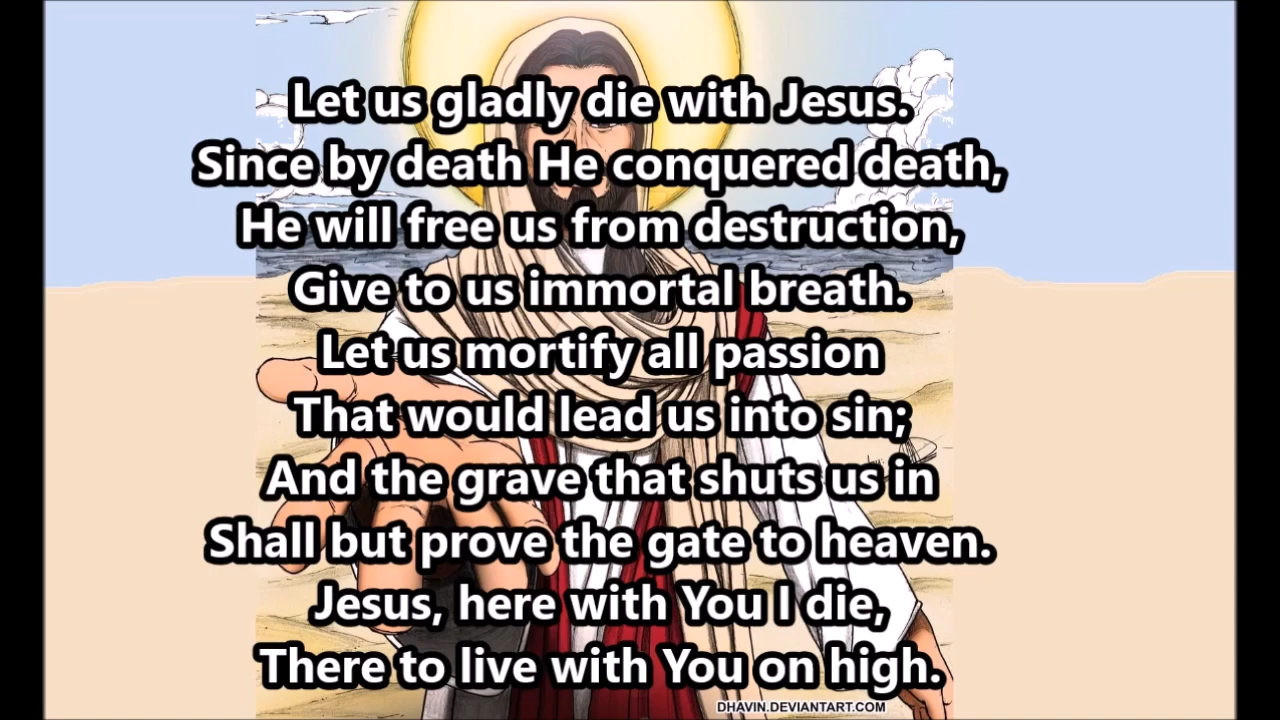 Let us gladly die with Jesus.
Since by death He conquered death,
He will free us from destruction,
Give to us immortal breath.
Let us mortify all passion
That would lead us into sin;
And the grave that shuts us in
Shall but prove the gate to heaven.
Jesus, here with You I die,
There to live with You on high.
DHAVIN.DEVIANTART.COM